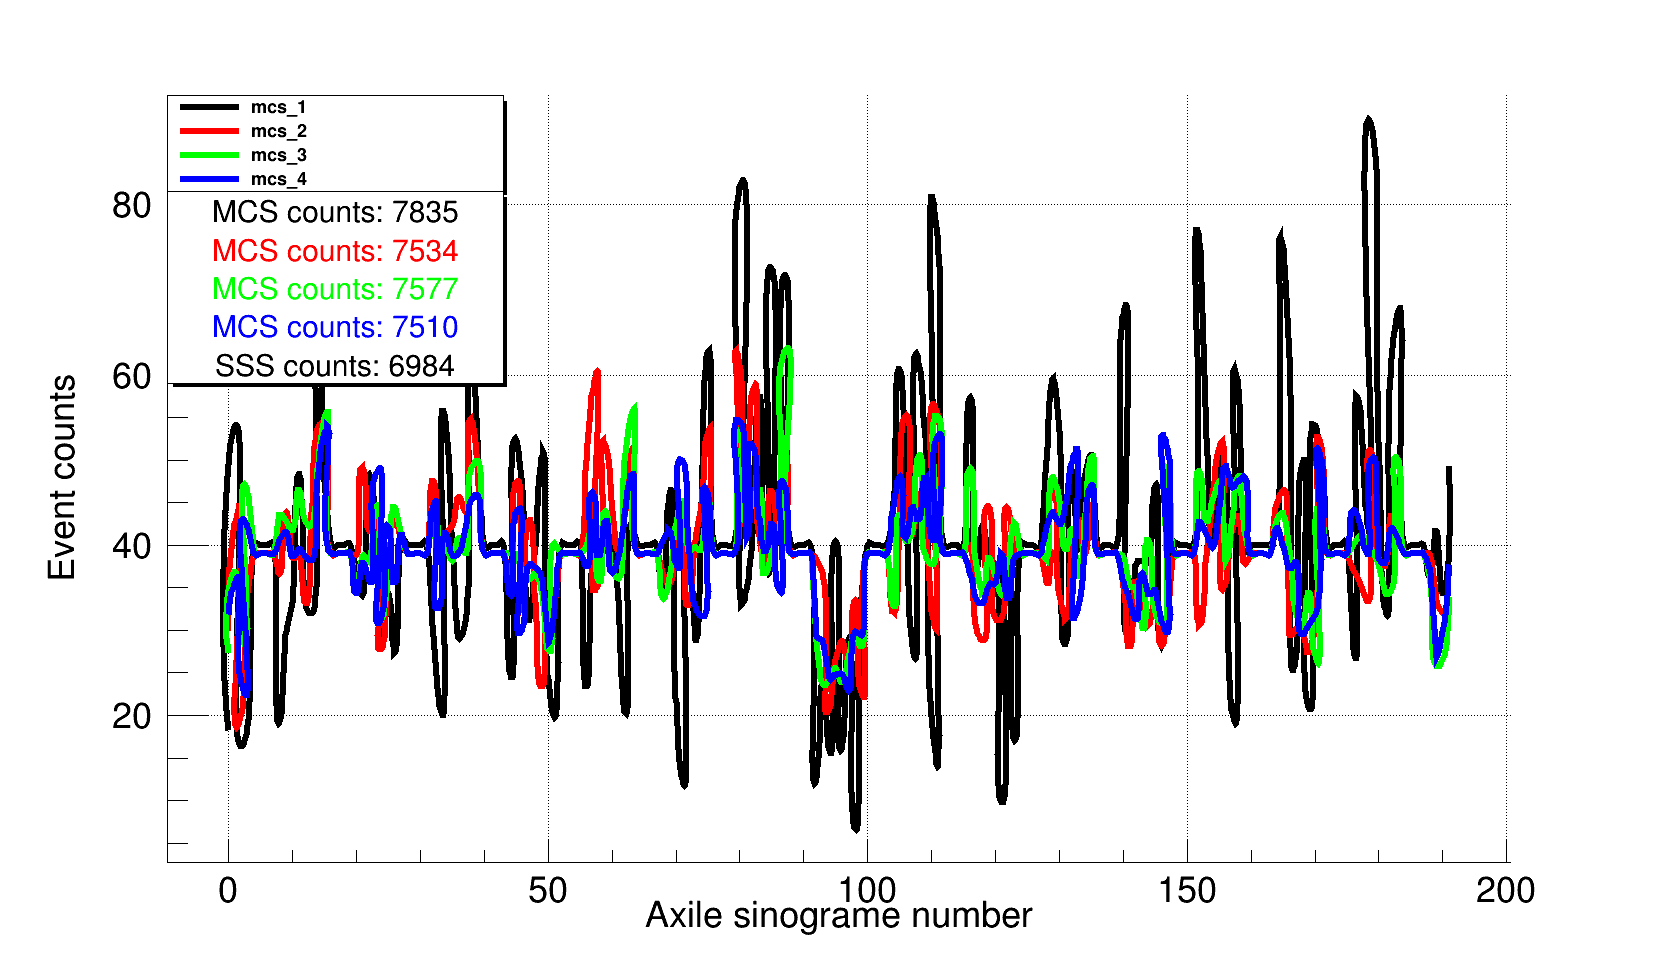 mcs_1
mcs_2
mcs_3
mcs_4
MCS counts: 7835
MCS counts: 7534
MCS counts: 7577
MCS counts: 7510
SSS counts: 6984
80
60
40
20
Event counts
0 50 100 150 200
Axile sinograme number